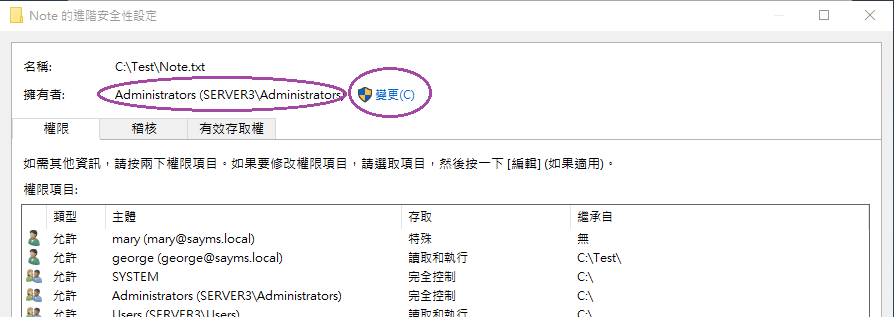 Note 的進階安全性設定
名稱: C:\Test\Note.txt
擁有者: Administrators (SERVER3\Administrators) 變更(C)
權限 稽核 有效存取權
如需其他資訊，請按兩下權限項目。如果要修改權限項目，請選取項目，然後按一下 [編輯] (如果適用)。
權限項目:
類型 主體 存取 繼承自
允許 mary (mary@sayms.local) 特殊 無
允許 george (george@sayms.local) 讀取和執行 C:\Test\
允許 SYSTEM 完全控制 C:\
允許 Administrators (SERVER3\Administrators) 完全控制 C:\
允許 Users (SERVER3\Users) 讀取和執行 C:\